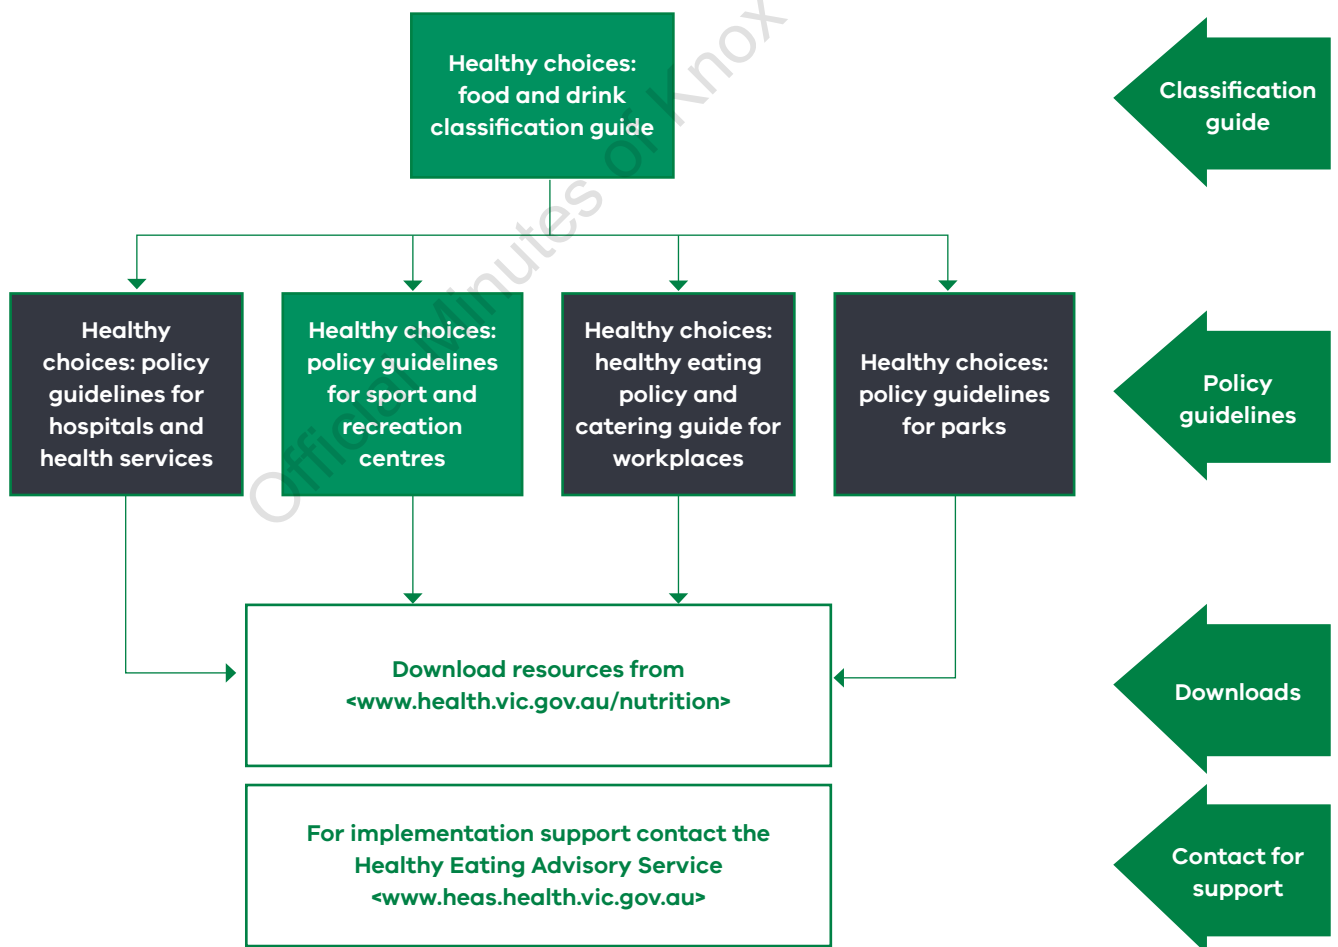 Healthy choices:
food and drink
classification guide
Classification
guide
Healthy
choices: policy
guidelines for
hospitals and
health services
Healthy choices:
policy guidelines
for sport and
recreation
centres
Healthy choices:
healthy eating
policy and
catering guide for
workplaces
Healthy choices:
policy guidelines
for parks
Policy
guidelines
Download resources from
<www.health.vic.gov.au/nutrition>
Downloads
For implementation support contact the
Healthy Eating Advisory Service
<www.heas.health.vic.gov.au>
Contact for
support
Official Minutes of Knox